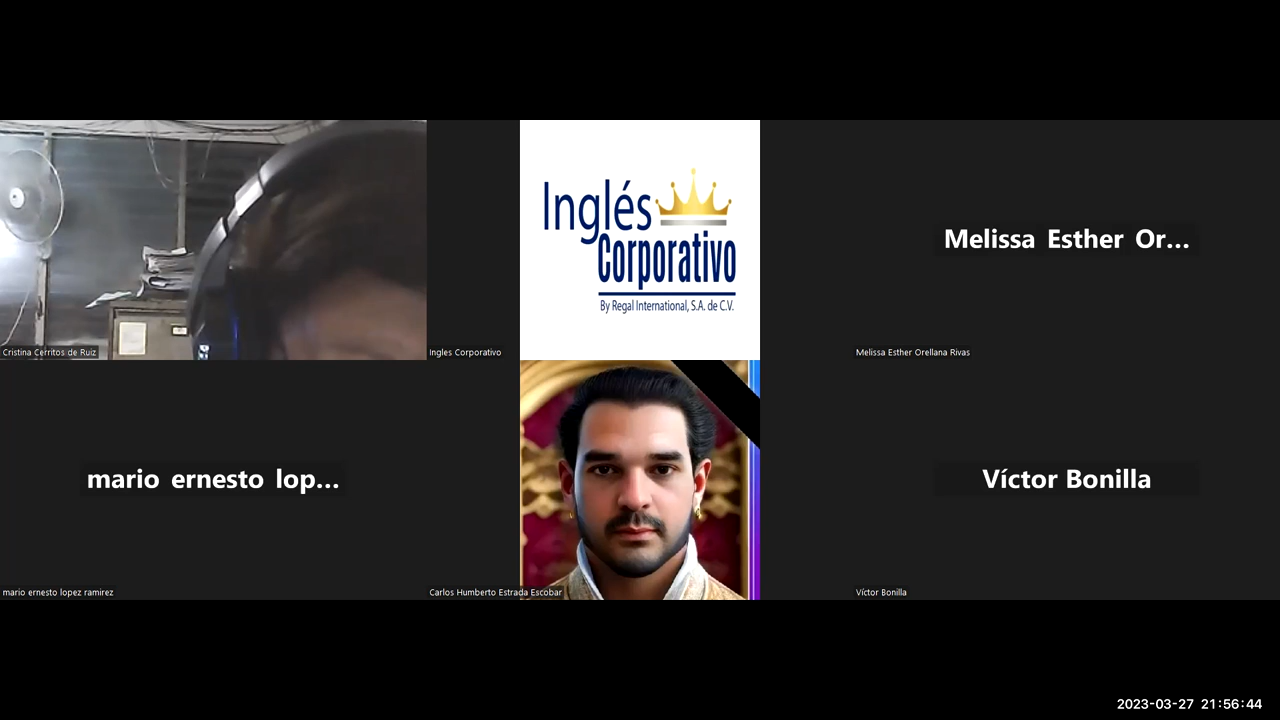 Inglés
Corporativo
By Regal International, S.A. de C.V.
Melissa Esther Or...
Cristina Cerritos de Ruiz
Ingles Corporativo
Melissa Esther Orellana Rivas
mario ernesto lop...
Víctor Bonilla
mario ernesto lopez ramirez
Carlos Humberto Estrada Escobar
Víctor Bonilla
2023-03-27 21:56:44